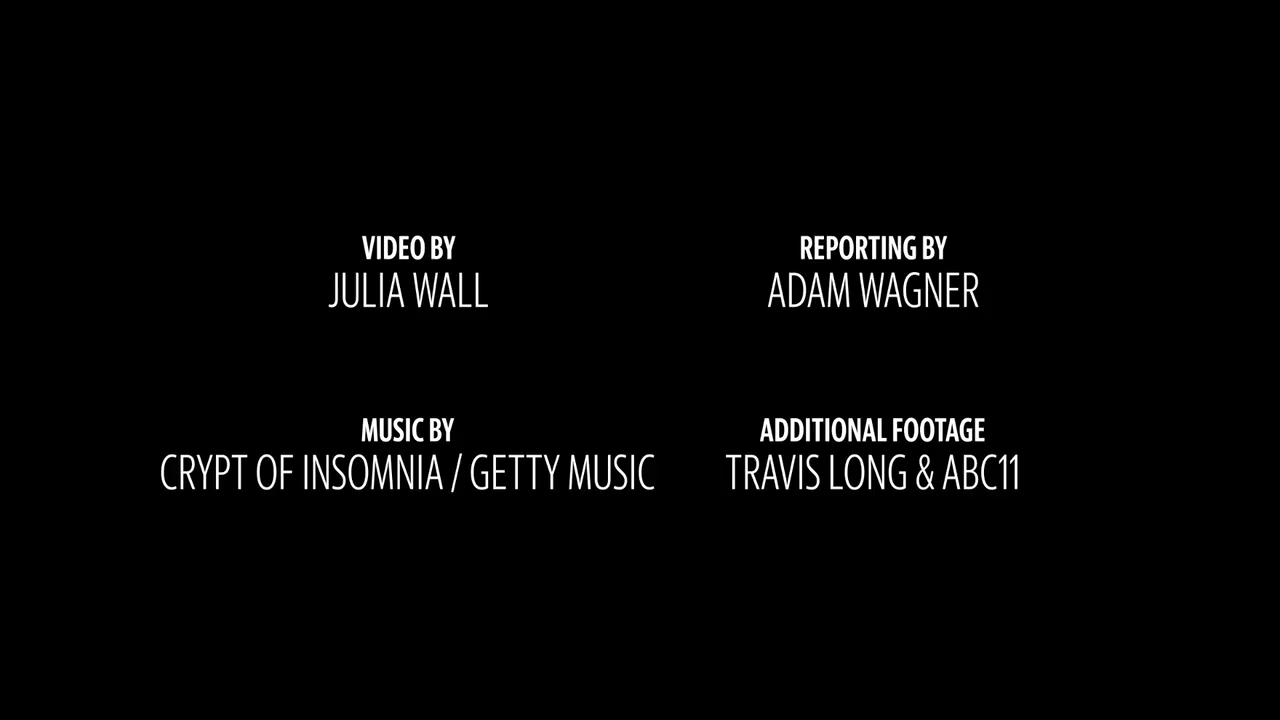 VIDEO BY
JULIA WALL
REPORTING BY
ADAM WAGNER
MUSIC BY
CRYPT OF INSOMNIA / GETTY MUSIC
ADDITIONAL FOOTAGE
TRAVIS LONG & ABC11